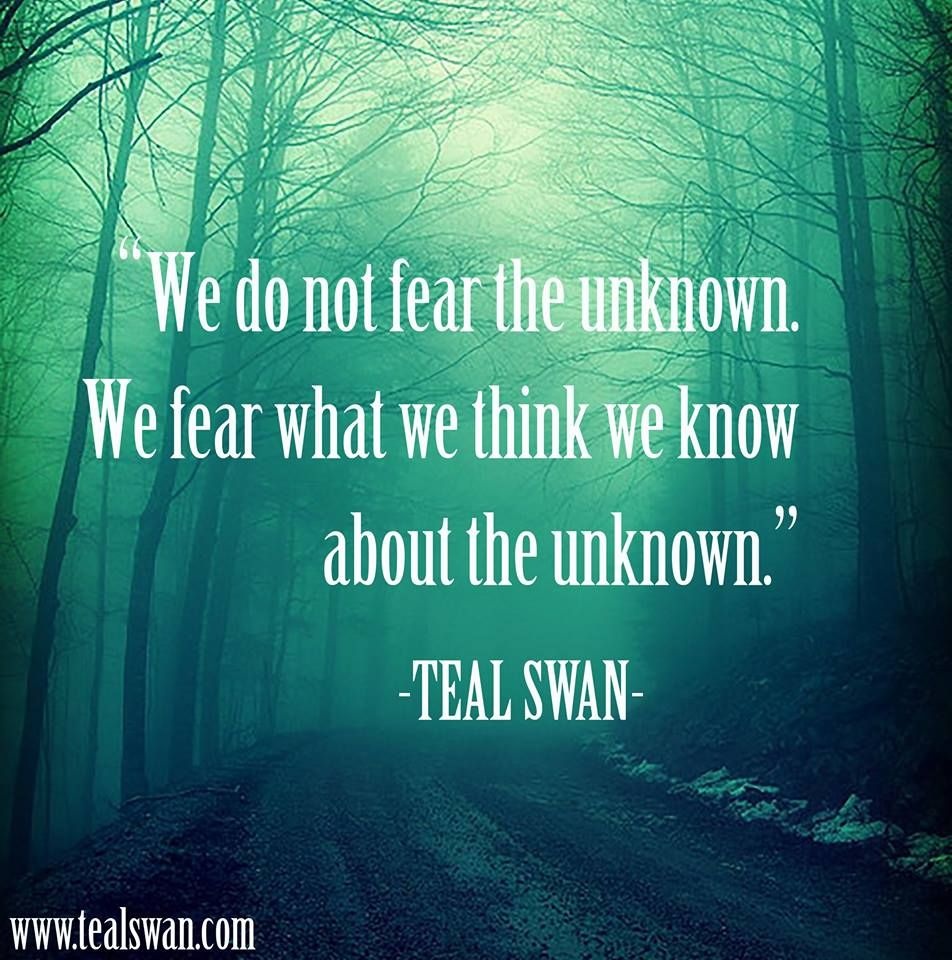 “We do not fear the unknown.
We fear what we think we know
about the unknown.”
-TEAL SWAN-
www.tealswan.com